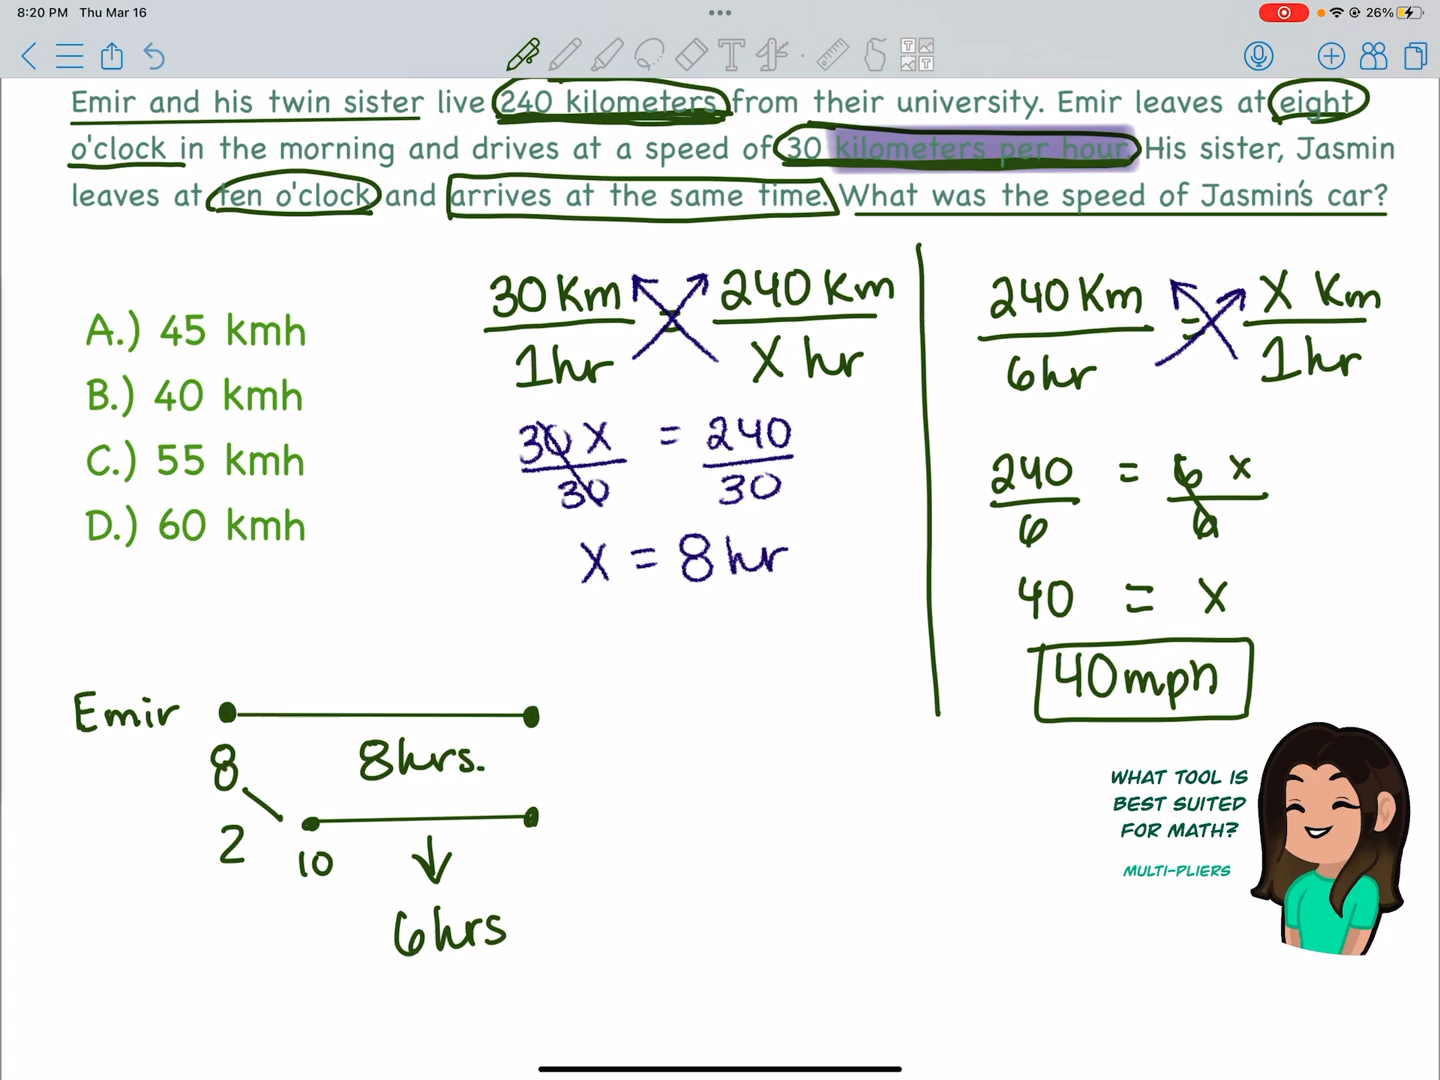 8:20 PM Thu Mar 16
26%
Emir and his twin sister live 240 kilometers from their university. Emir leaves at eight
o'clock in the morning and drives at a speed of 30 kilometers per hour. His sister, Jasmin
leaves at ten o'clock and arrives at the same time. What was the speed of Jasmin's car?
A.) 45 kmh
B.) 40 kmh
C.) 55 kmh
D.) 60 kmh
30 Km = 240 Km
1hr X hr
30 X = 240
30 30
X = 8 hr
240 Km = X Km
6hr 1hr
240 = 6 x
6 6
40 = x
40mph
Emir
8 8hrs.
2 10
6hrs
WHAT TOOL IS
BEST SUITED
FOR MATH?
MULTI-PLIERS